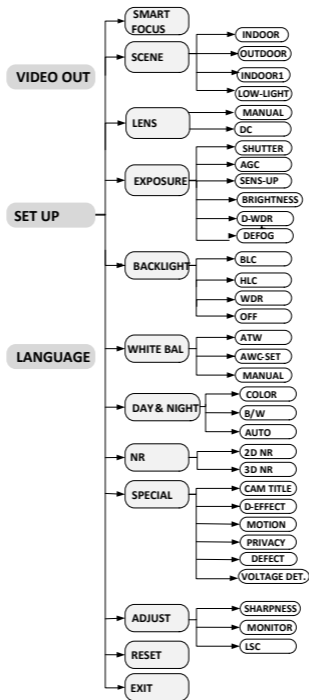 VIDEO OUT
SET UP
LANGUAGE
SMART
FOCUS
SCENE
INDOOR
OUTDOOR
INDOOR1
LOW-LIGHT
LENS
MANUAL
DC
EXPOSURE
SHUTTER
AGC
SENS-UP
BRIGHTNESS
D-WDR
DEFOG
BACKLIGHT
BLC
HLC
WDR
OFF
WHITE BAL
ATW
AWC-SET
MANUAL
DAY & NIGHT
COLOR
B/W
AUTO
NR
2D NR
3D NR
SPECIAL
CAM TITLE
D-EFFECT
MOTION
PRIVACY
DEFECT
VOLTAGE DET.
ADJUST
SHARPNESS
MONITOR
LSC
RESET
EXIT